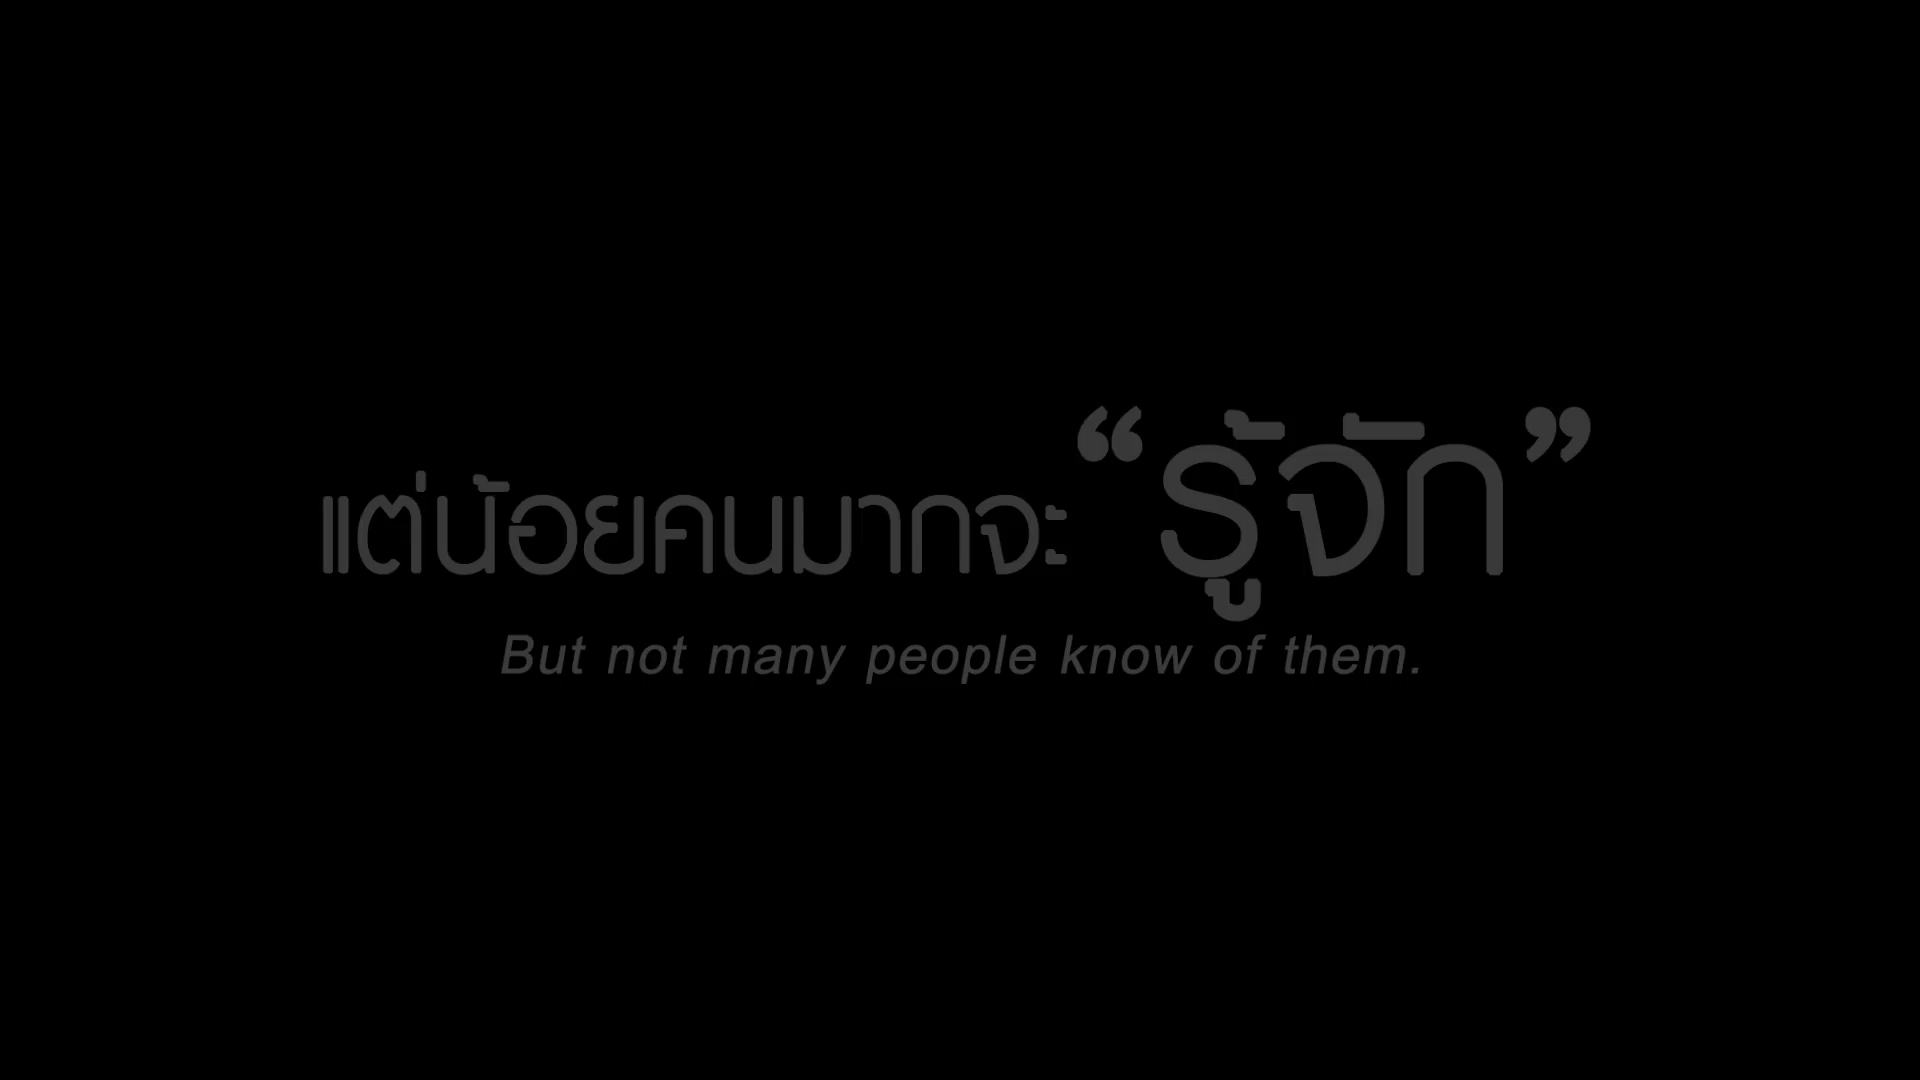 แต่น้อยคนมากจะ “รู้จัก”
But not many people know of them.